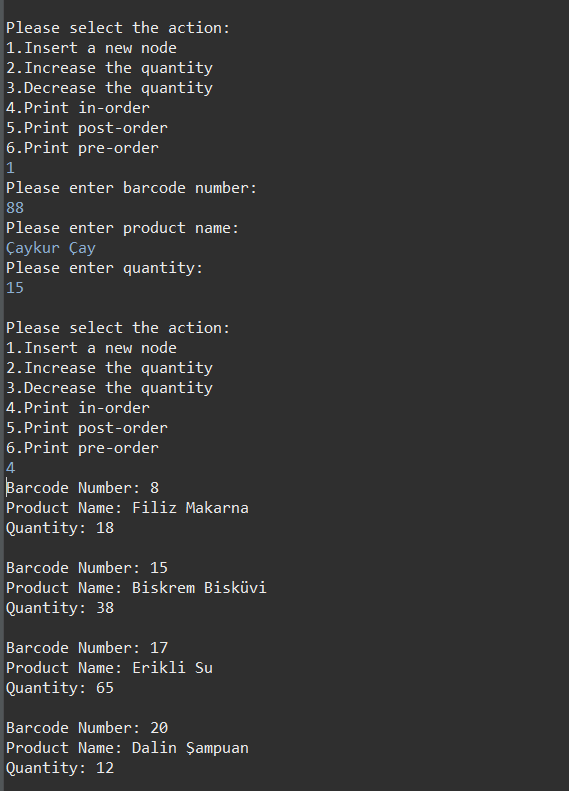 Please select the action:
1.Insert a new node
2.Increase the quantity
3.Decrease the quantity
4.Print in-order
5.Print post-order
6.Print pre-order
1
Please enter barcode number:
88
Please enter product name:
Çaykur Çay
Please enter quantity:
15
Please select the action:
1.Insert a new node
2.Increase the quantity
3.Decrease the quantity
4.Print in-order
5.Print post-order
6.Print pre-order
4
Barcode Number: 8
Product Name: Filiz Makarna
Quantity: 18
Barcode Number: 15
Product Name: Biskrem Bisküvi
Quantity: 38
Barcode Number: 17
Product Name: Erikli Su
Quantity: 65
Barcode Number: 20
Product Name: Dalin Şampuan
Quantity: 12